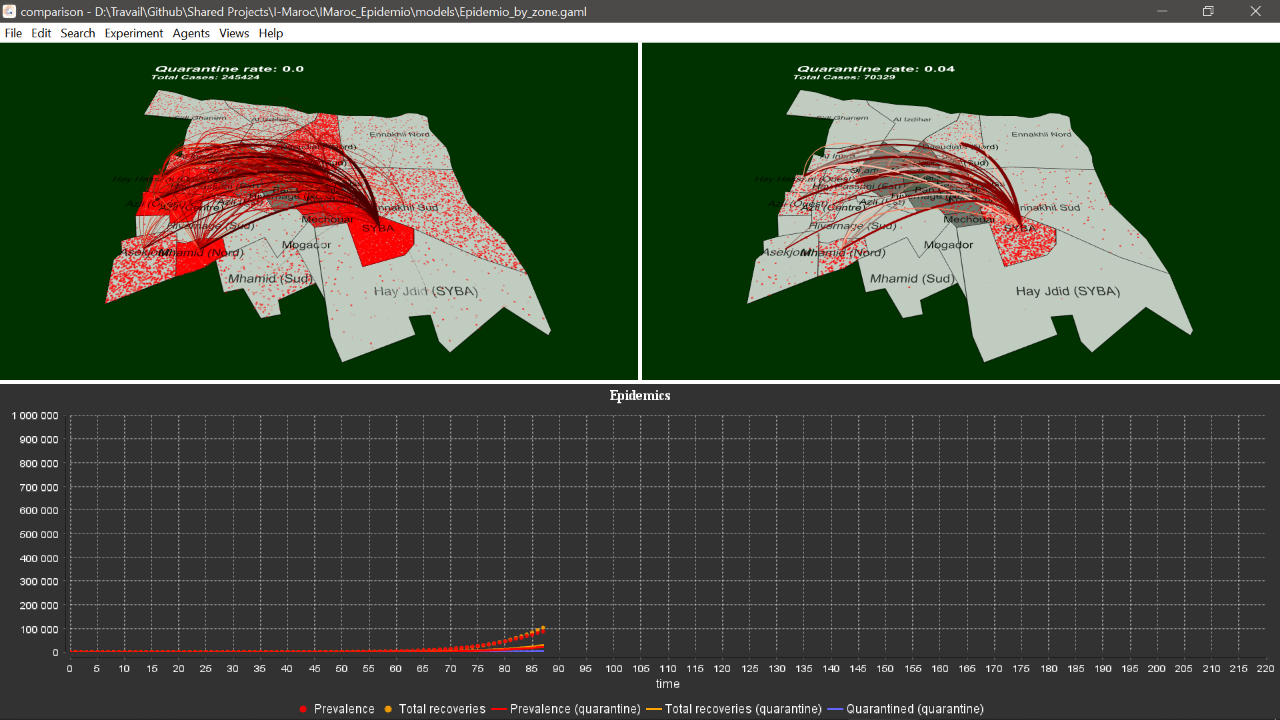 comparison - D:\Travail\Github\Shared Projects\I-Maroc\IMaroc_Epidemio\models\Epidemio_by_zone.gaml
File Edit Search Experiment Agents Views Help
Quarantine rate: 0.0
Total Cases: 245424
Al Izdihar
Ennakhil Nord
Ennakhil Sud
Mechouar
SYBA
Hivernage (Sud)
Mogador
Mhamid (Nord)
Mhamid (Sud)
Hay Jdid (SYBA)
Quarantine rate: 0.04
Total Cases: 70329
Al Izdihar
Ennakhil Nord
Ennakhil Sud
Mechouar
SYBA
Hivernage (Sud)
Mogador
Mhamid (Nord)
Mhamid (Sud)
Hay Jdid (SYBA)
Epidemics
1 000 000
900 000
800 000
700 000
600 000
500 000
400 000
300 000
200 000
100 000
0
0 5 10 15 20 25 30 35 40 45 50 55 60 65 70 75 80 85 90 95 100 105 110 115 120 125 130 135 140 145 150 155 160 165 170 175 180 185 190 195 200 205 210 215 220
time
Prevalence Total recoveries Prevalence (quarantine) Total recoveries (quarantine) Quarantined (quarantine)